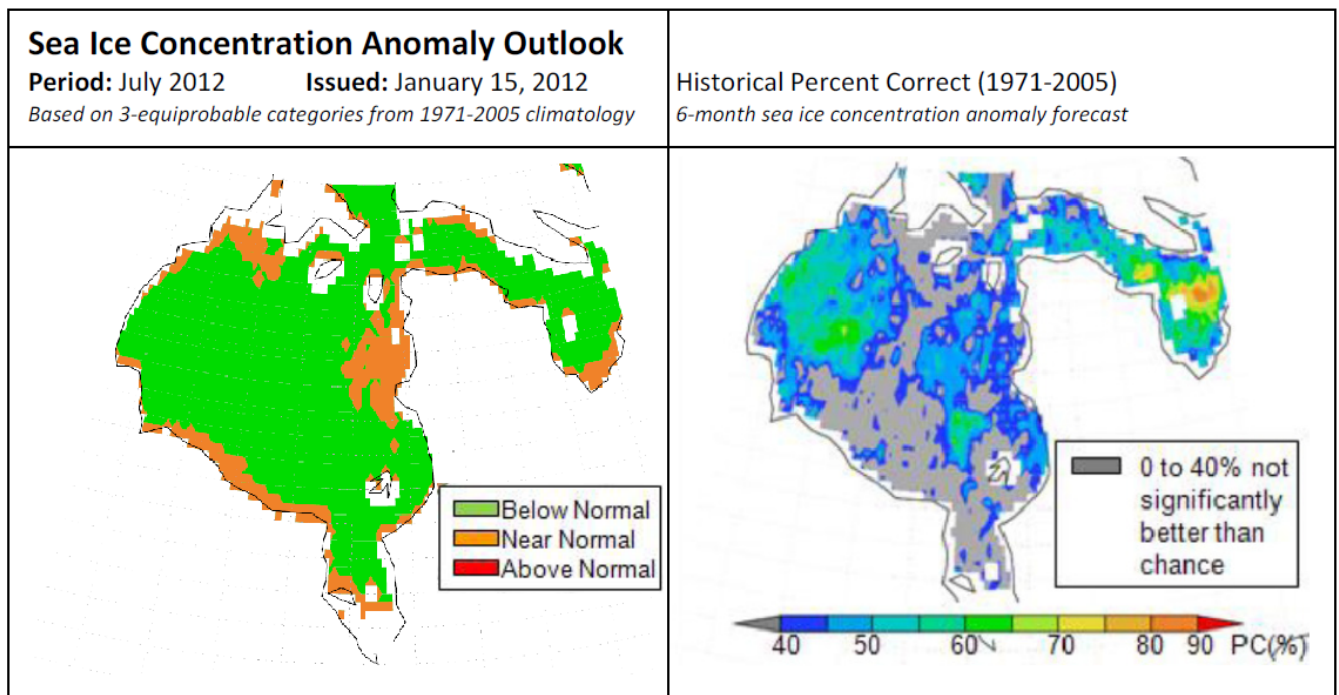 Sea Ice Concentration Anomaly Outlook
Period: July 2012 Issued: January 15, 2012
Based on 3-equiprobable categories from 1971-2005 climatology
Historical Percent Correct (1971-2005)
6-month sea ice concentration anomaly forecast
Below Normal
Near Normal
Above Normal
0 to 40% not
significantly
better than
chance
40 50 60 70 80 90 PC(%)